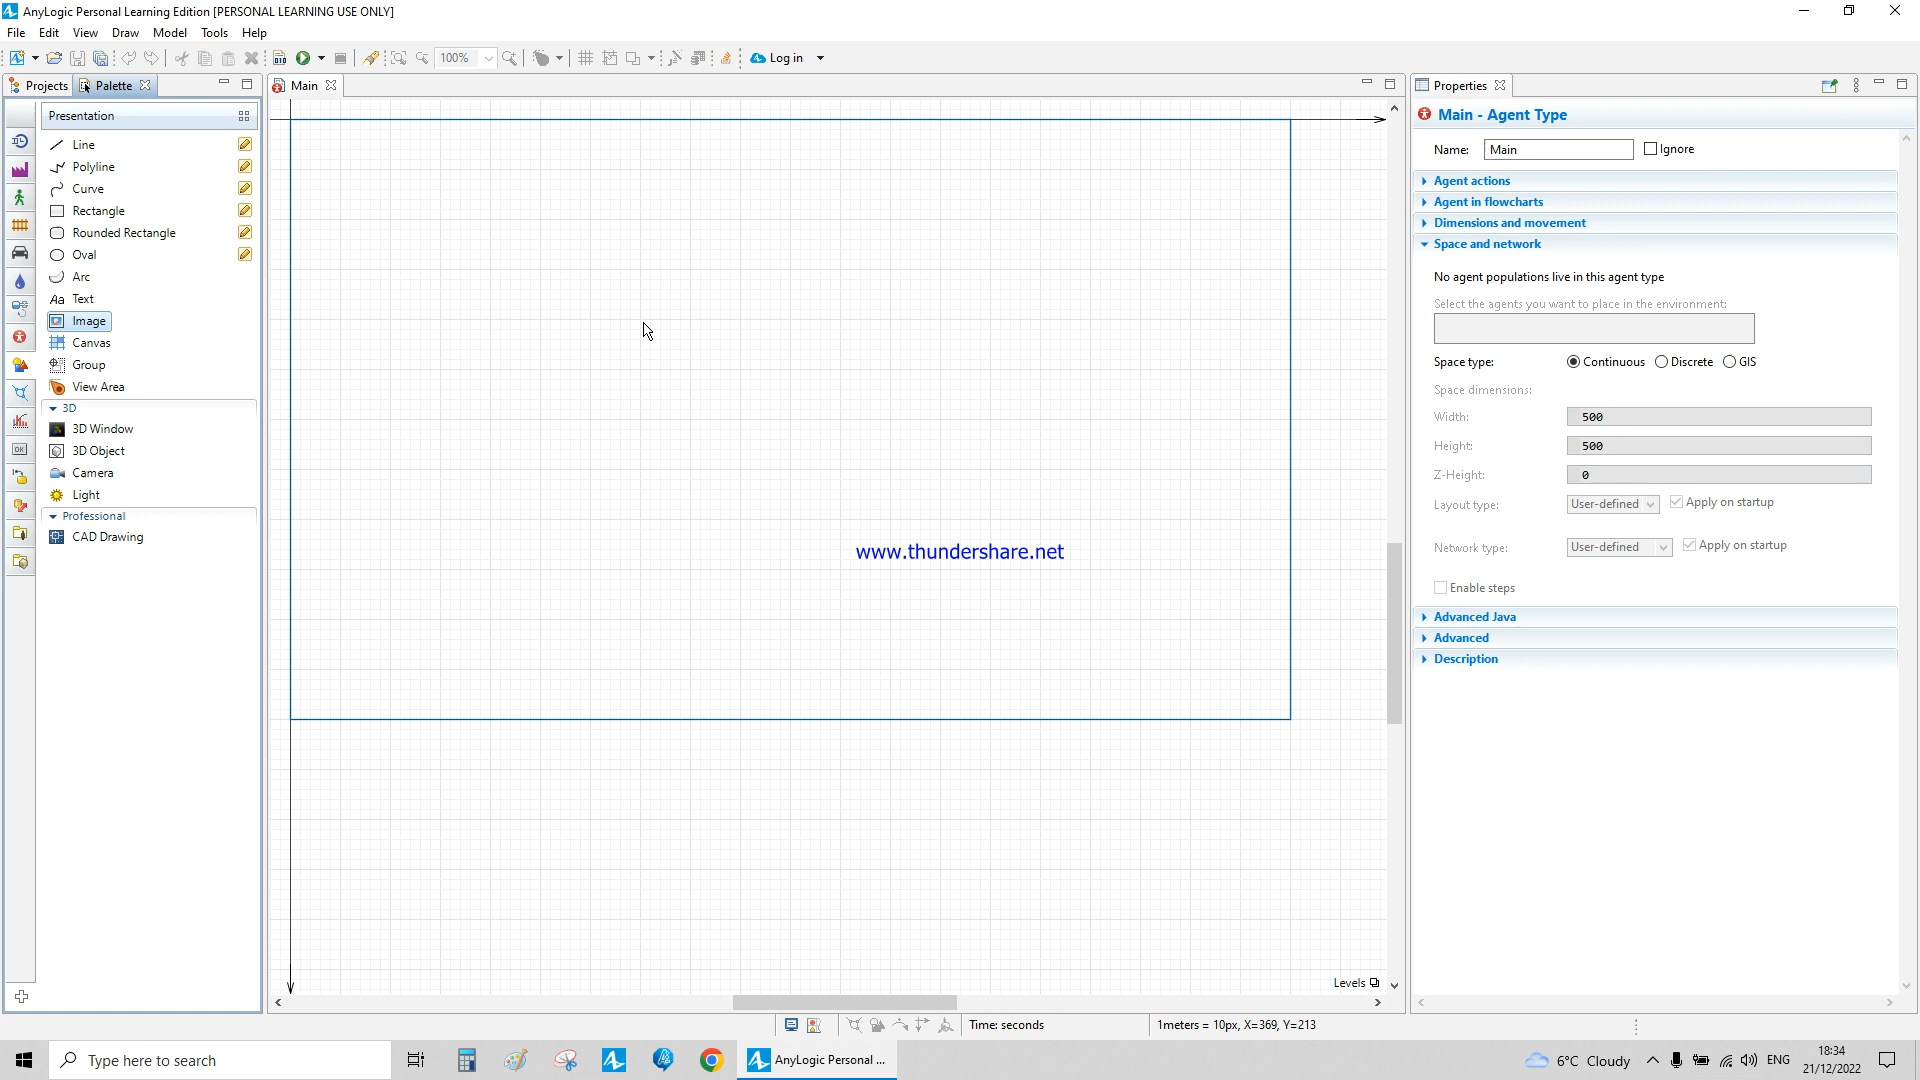 AnyLogic Personal Learning Edition [PERSONAL LEARNING USE ONLY]
File Edit View Draw Model Tools Help
100% Log in
Projects Palette
Main
Properties
Presentation
Line
Polyline
Curve
Rectangle
Rounded Rectangle
Oval
Arc
Aa Text
Image
Canvas
Group
View Area
3D
3D Window
3D Object
Camera
Light
Professional
CAD Drawing
OK
www.thundershare.net
Levels
Main - Agent Type
Name: Main Ignore
Agent actions
Agent in flowcharts
Dimensions and movement
Space and network
No agent populations live in this agent type
Select the agents you want to place in the environment:
Space type: Continuous Discrete GIS
Space dimensions:
Width: 500
Height: 500
Z-Height: 0
Layout type: User-defined Apply on startup
Network type: User-defined Apply on startup
Enable steps
Advanced Java
Advanced
Description
Time: seconds
1meters = 10px, X=369, Y=213
Type here to search
AnyLogic Personal ...
6°C Cloudy
ENG
18:34
21/12/2022